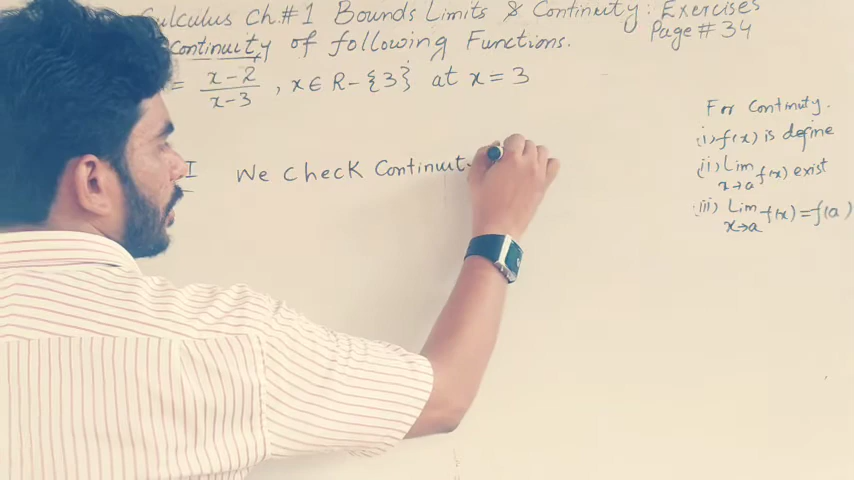 Calculus Ch.#1 Bounds Limits & Continuity: Exercises
Page # 34
Continuity of following Functions.
= x-2 / x-3 , x ∈ R-{3} at x = 3
I We check Continuit
For Continuty.
(i) f(x) is define
(ii) Lim x→a f(x) exist
(iii) Lim x→a f(x) = f(a)